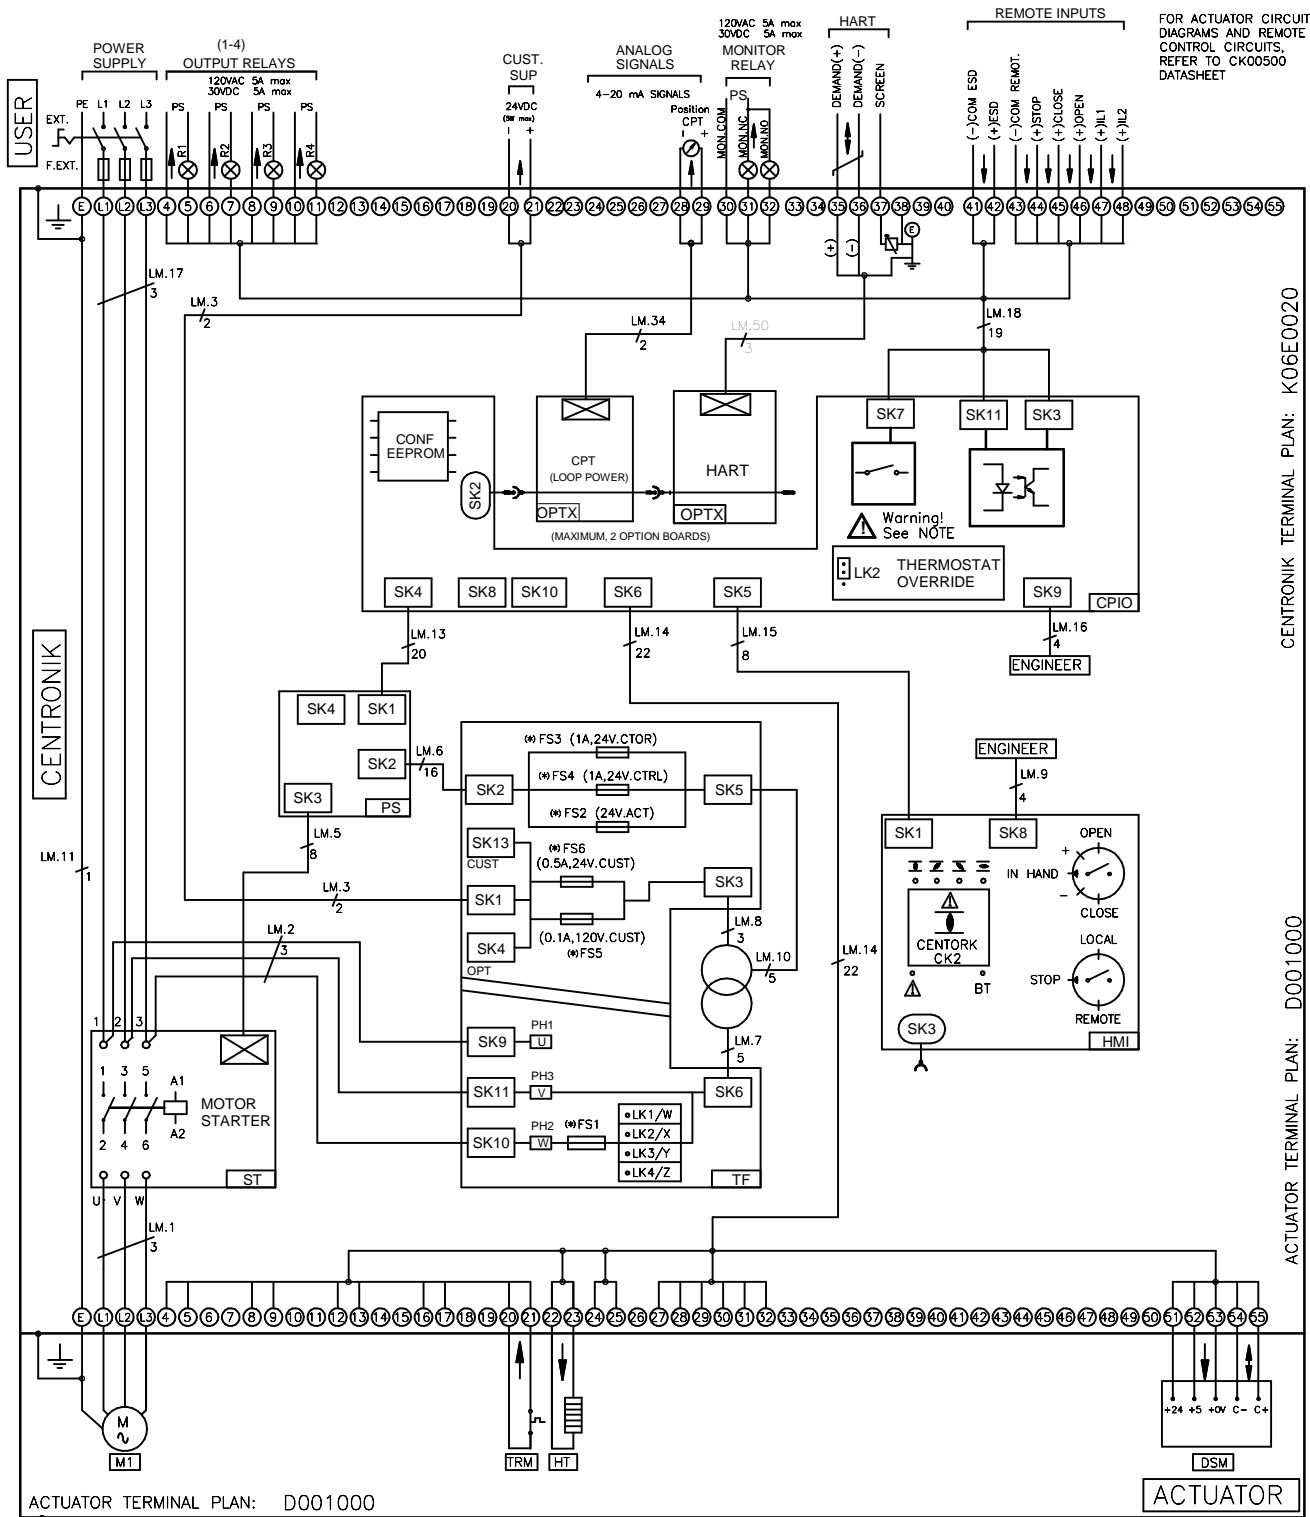 POWER
SUPPLY
(1-4)
OUTPUT RELAYS
120VAC 5A max
30VDC 5A max
CUST.
SUP
24VDC
(5W max)
- +
ANALOG
SIGNALS
4-20 mA SIGNALS
Position
CPT
- +
120VAC 5A max
30VDC 5A max
MONITOR
RELAY
PS
MON.COM
MON.NC
MON.NO
HART
DEMAND(+)
DEMAND(-)
SCREEN
REMOTE INPUTS
(-)COM ESD
(+)ESD
(-)COM REMOT.
(+)STOP
(+)CLOSE
(+)OPEN
(+)IL1
(+)IL2
FOR ACTUATOR CIRCUIT
DIAGRAMS AND REMOTE
CONTROL CIRCUITS,
REFER TO CK00500
DATASHEET
USER
PE L1 L2 L3
EXT.
F.EXT.
PS PS PS PS
R1 R2 R3 R4
E L1 L2 L3 4 5 6 7 8 9 10 11 12 13 14 15 16 17 18 19 20 21 22 23 24 25 26 27 28 29 30 31 32 33 34 35 36 37 38 39 40 41 42 43 44 45 46 47 48 49 50 51 52 53 54 55
(+) (-)
E
LM.17
3
LM.3
2
LM.34
2
LM.50
3
LM.18
19
CONF
EEPROM
SK2
CPT
(LOOP POWER)
OPTX
HART
OPTX
(MAXIMUM, 2 OPTION BOARDS)
SK7
SK11
SK3
Warning!
See NOTE
LK2
THERMOSTAT
OVERRIDE
SK4
SK8
SK10
SK6
SK5
SK9
CPIO
LM.13
20
LM.14
22
LM.15
8
LM.16
4
ENGINEER
CENTRONIK
CENTRONIK TERMINAL PLAN: K06E0020
SK4
SK1
SK2
SK3
PS
LM.6
16
LM.5
8
LM.11
1
LM.3
2
LM.2
3
(*)FS3 (1A,24V.CTOR)
(*)FS4 (1A,24V.CTRL)
(*)FS2 (24V.ACT)
SK2
SK5
SK13
CUST
(*)FS6
(0.5A,24V.CUST)
SK1
SK3
SK4
OPT
(0.1A,120V.CUST)
(*)FS5
LM.8
3
LM.10
5
LM.7
5
SK9
PH1
U
SK11
PH3
V
SK6
SK10
PH2
W
(*)FS1
LK1/W
LK2/X
LK3/Y
LK4/Z
TF
LM.14
22
ENGINEER
LM.9
4
SK1
SK8
OPEN
+
IN HAND
-
CLOSE
CENTORK
CK2
BT
LOCAL
STOP
REMOTE
SK3
HMI
ACTUATOR TERMINAL PLAN: D001000
1 2 3
1 3 5
A1
A2
2 4 6
MOTOR
STARTER
ST
U V W
LM.1
3
E L1 L2 L3 4 5 6 7 8 9 10 11 12 13 14 15 16 17 18 19 20 21 22 23 24 25 26 27 28 29 30 31 32 33 34 35 36 37 38 39 40 41 42 43 44 45 46 47 48 49 50 51 52 53 54 55
M
M1
TRM
HT
+24 +5 +0V C- C+
DSM
ACTUATOR
ACTUATOR TERMINAL PLAN: D001000